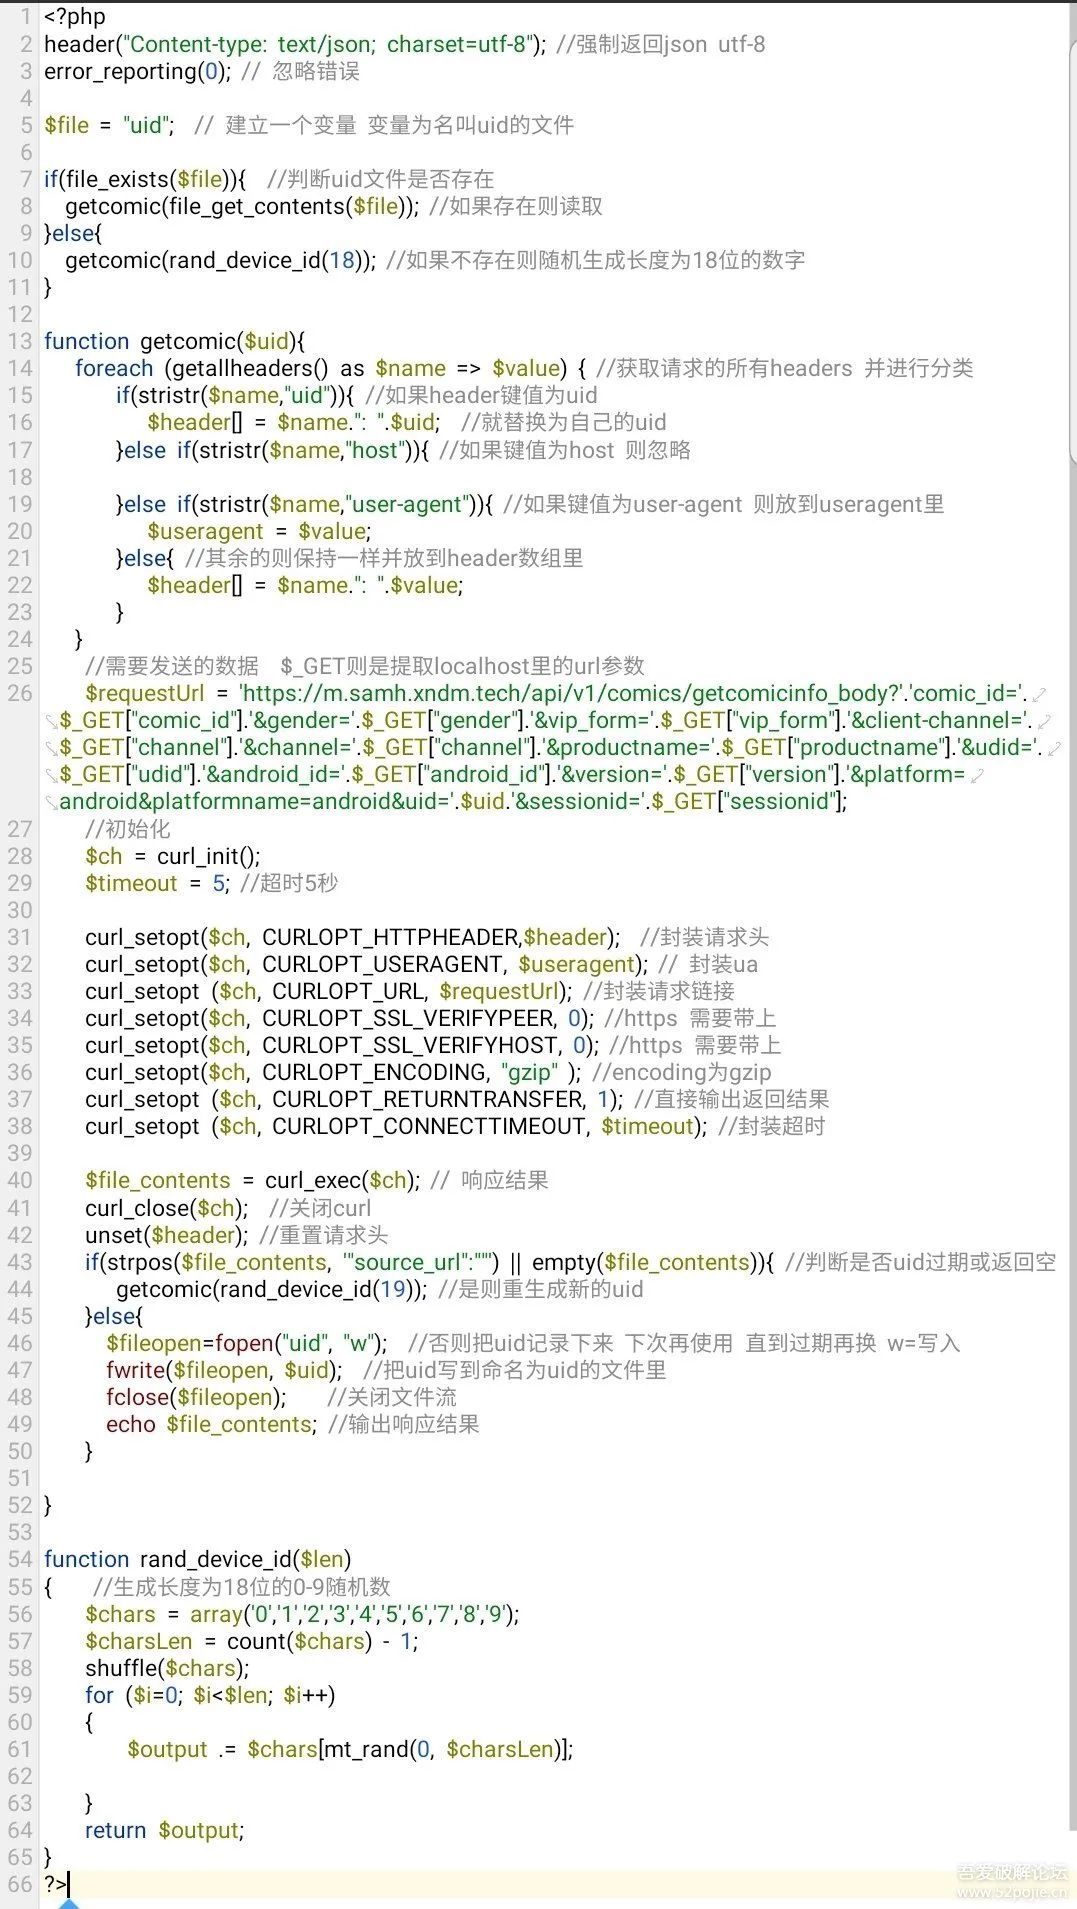 1 <?php
2 header("Content-type: text/json; charset=utf-8"); //强制返回json utf-8
3 error_reporting(0); // 忽略错误
4
5 $file = "uid"; // 建立一个变量 变量为名叫uid的文件
6
7 if(file_exists($file)){ //判断uid文件是否存在
8 getcomic(file_get_contents($file)); //如果存在则读取
9 }else{
10 getcomic(rand_device_id(18)); //如果不存在则随机生成长度为18位的数字
11 }
12
13 function getcomic($uid){
14 foreach (getallheaders() as $name => $value) { //获取请求的所有headers 并进行分类
15 if(stristr($name,"uid")){ //如果header键值为uid
16 $header[] = $name.": ".$uid; //就替换为自己的uid
17 }else if(stristr($name,"host")){ //如果键值为host 则忽略
18
19 }else if(stristr($name,"user-agent")){ //如果键值为user-agent 则放到useragent里
20 $useragent = $value;
21 }else{ //其余的则保持一样并放到header数组里
22 $header[] = $name.": ".$value;
23 }
24 }
25 //需要发送的数据 $_GET则是提取localhost里的url参数
26 $requestUrl = 'https://m.samh.xndm.tech/api/v1/comics/getcomicinfo_body?'.'comic_id='.
$_GET["comic_id"].'&gender='.$_GET["gender"].'&vip_form='.$_GET["vip_form"].'&client-channel='.
$_GET["channel"].'&channel='.$_GET["channel"].'&productname='.$_GET["productname"].'&udid='.
$_GET["udid"].'&android_id='.$_GET["android_id"].'&version='.$_GET["version"].'&platform=
android&platformname=android&uid='.$uid.'&sessionid='.$_GET["sessionid"];
27 //初始化
28 $ch = curl_init();
29 $timeout = 5; //超时5秒
30
31 curl_setopt($ch, CURLOPT_HTTPHEADER,$header); //封装请求头
32 curl_setopt($ch, CURLOPT_USERAGENT, $useragent); // 封装ua
33 curl_setopt ($ch, CURLOPT_URL, $requestUrl); //封装请求链接
34 curl_setopt($ch, CURLOPT_SSL_VERIFYPEER, 0); //https 需要带上
35 curl_setopt($ch, CURLOPT_SSL_VERIFYHOST, 0); //https 需要带上
36 curl_setopt($ch, CURLOPT_ENCODING, "gzip" ); //encoding为gzip
37 curl_setopt ($ch, CURLOPT_RETURNTRANSFER, 1); //直接输出返回结果
38 curl_setopt ($ch, CURLOPT_CONNECTTIMEOUT, $timeout); //封装超时
39
40 $file_contents = curl_exec($ch); // 响应结果
41 curl_close($ch); //关闭curl
42 unset($header); //重置请求头
43 if(strpos($file_contents, '"source_url":""') || empty($file_contents)){ //判断是否uid过期或返回空
44 getcomic(rand_device_id(19)); //是则重生成新的uid
45 }else{
46 $fileopen=fopen("uid", "w"); //否则把uid记录下来 下次再使用 直到过期再换 w=写入
47 fwrite($fileopen, $uid); //把uid写到命名为uid的文件里
48 fclose($fileopen); //关闭文件流
49 echo $file_contents; //输出响应结果
50 }
51
52 }
53
54 function rand_device_id($len)
55 { //生成长度为18位的0-9随机数
56 $chars = array('0','1','2','3','4','5','6','7','8','9');
57 $charsLen = count($chars) - 1;
58 shuffle($chars);
59 for ($i=0; $i<$len; $i++)
60 {
61 $output .= $chars[mt_rand(0, $charsLen)];
62
63 }
64 return $output;
65 }
66 ?>
吾爱破解论坛
www.52pojie.cn